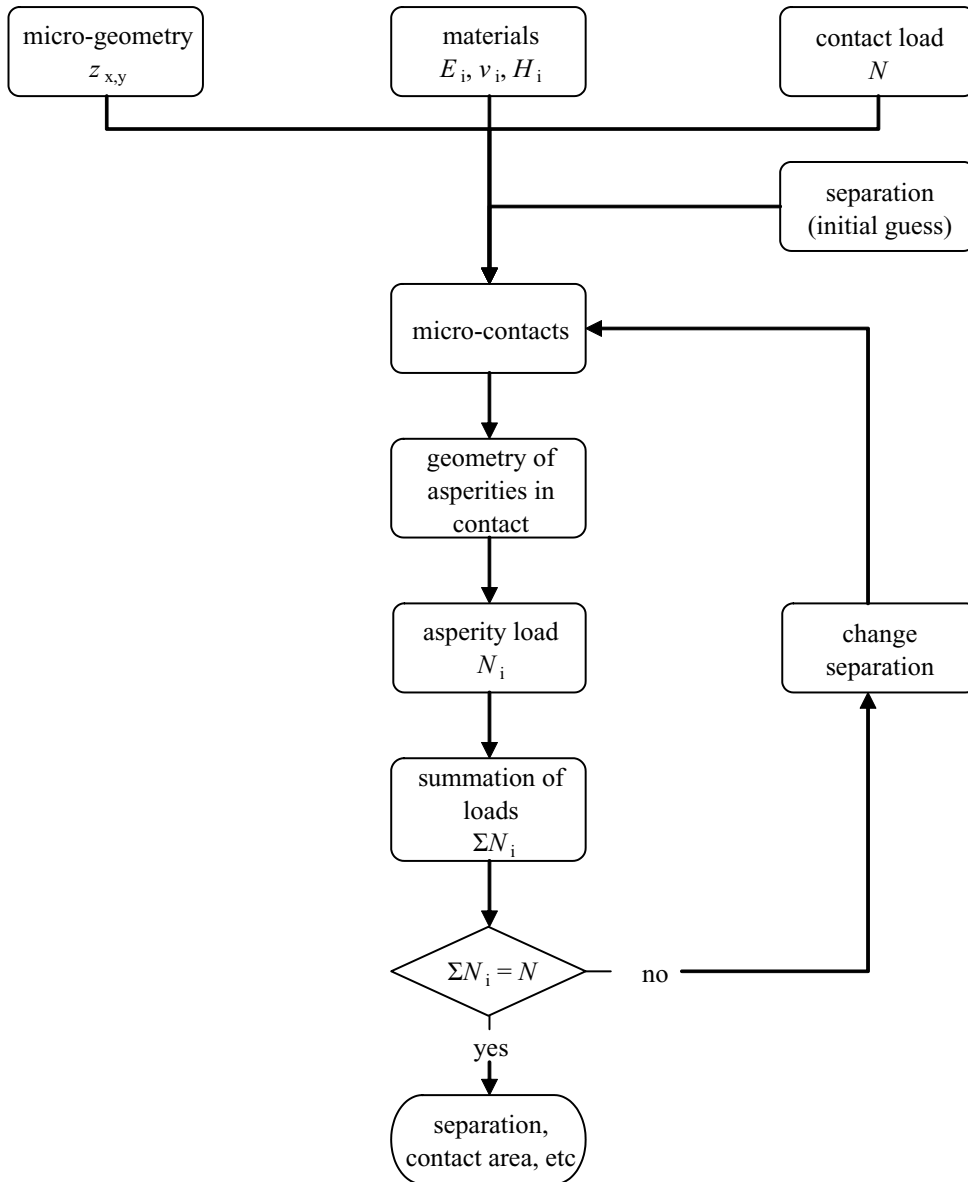 micro-geometry
z x,y
materials
E i, ν i, H i
contact load
N
separation
(initial guess)
micro-contacts
geometry of
asperities in
contact
asperity load
N i
change
separation
summation of
loads
ΣN i
ΣN i = N
no
yes
separation,
contact area, etc